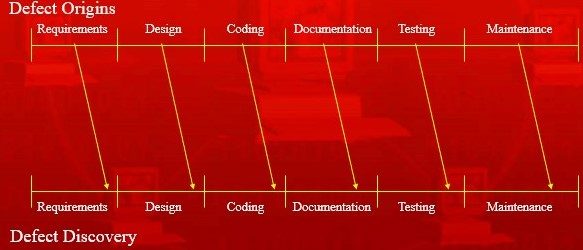 Defect Origins
Requirements Design Coding Documentation Testing Maintenance
Requirements Design Coding Documentation Testing Maintenance
Defect Discovery